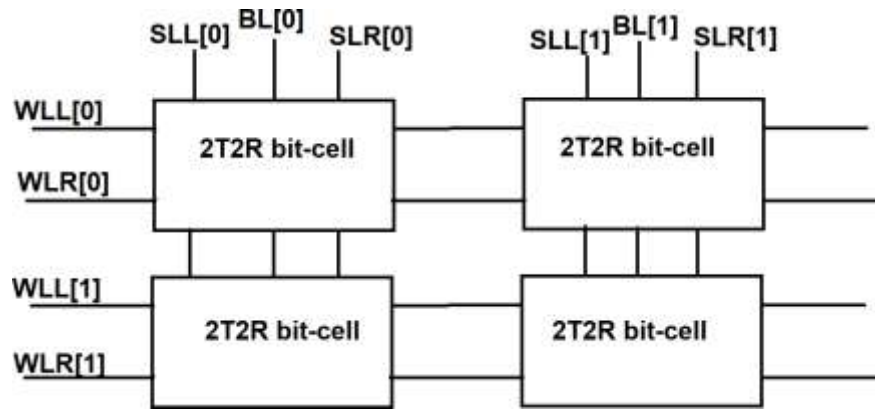 SLL[0] BL[0] SLR[0] SLL[1] BL[1] SLR[1]
WLL[0]
2T2R bit-cell 2T2R bit-cell
WLR[0]
WLL[1]
2T2R bit-cell 2T2R bit-cell
WLR[1]